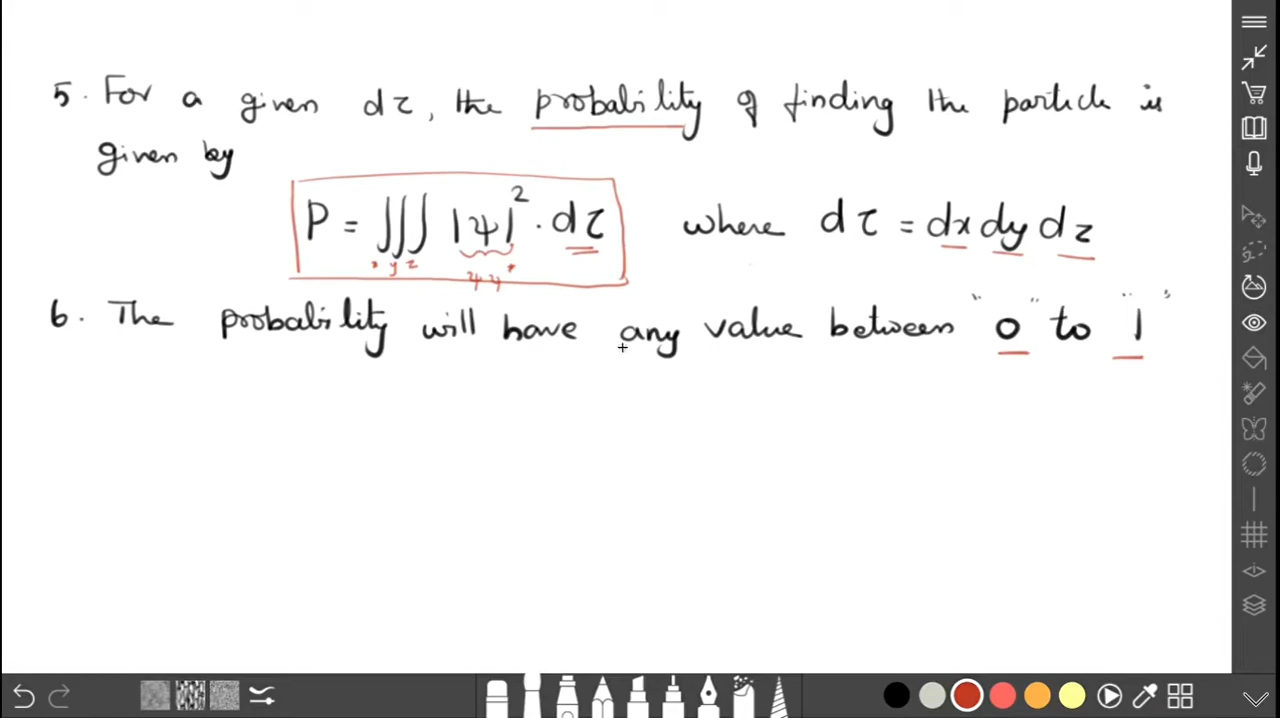 5. For a given dτ, the probability of finding the particle is
given by
P = ∭ |ψ|² . dτ where dτ = dx dy dz
x y z ψψ*
6. The probability will have any value between "0" to "1"